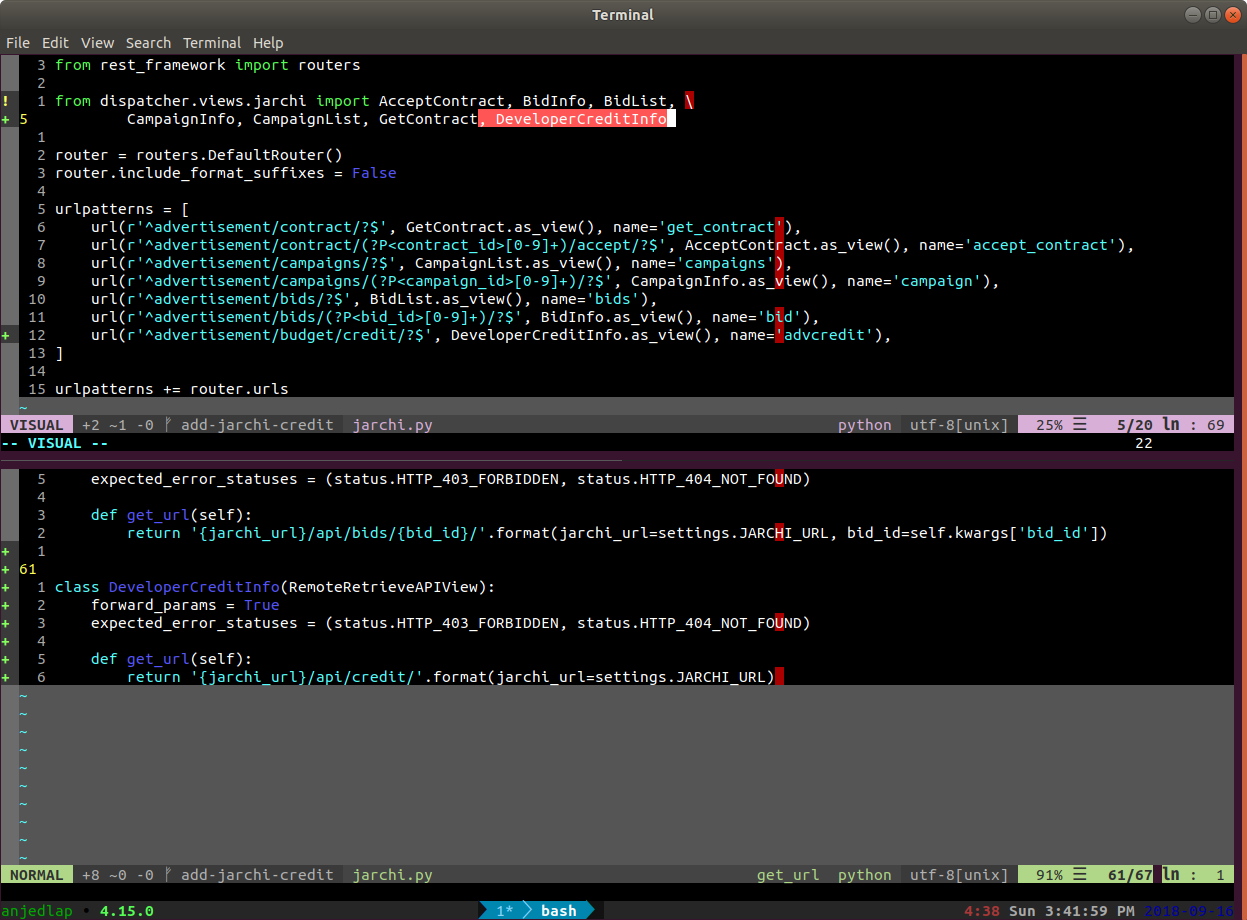 Terminal
File Edit View Search Terminal Help
3 from rest_framework import routers
2
! 1 from dispatcher.views.jarchi import AcceptContract, BidInfo, BidList, \
+ 5         CampaignInfo, CampaignList, GetContract, DeveloperCreditInfo
1
2 router = routers.DefaultRouter()
3 router.include_format_suffixes = False
4
5 urlpatterns = [
6     url(r'^advertisement/contract/?$', GetContract.as_view(), name='get_contract'),
7     url(r'^advertisement/contract/(?P<contract_id>[0-9]+)/accept/?$', AcceptContract.as_view(), name='accept_contract'),
8     url(r'^advertisement/campaigns/?$', CampaignList.as_view(), name='campaigns'),
9     url(r'^advertisement/campaigns/(?P<campaign_id>[0-9]+)/?$', CampaignInfo.as_view(), name='campaign'),
10     url(r'^advertisement/bids/?$', BidList.as_view(), name='bids'),
11     url(r'^advertisement/bids/(?P<bid_id>[0-9]+)/?$', BidInfo.as_view(), name='bid'),
+ 12     url(r'^advertisement/budget/credit/?$', DeveloperCreditInfo.as_view(), name='advcredit'),
13 ]
14
15 urlpatterns += router.urls
~
VISUAL +2 ~1 -0 ᚠ add-jarchi-credit jarchi.py python utf-8[unix] 25% ☰ 5/20 ln : 69
-- VISUAL -- 22
5     expected_error_statuses = (status.HTTP_403_FORBIDDEN, status.HTTP_404_NOT_FOUND)
4
3     def get_url(self):
2         return '{jarchi_url}/api/bids/{bid_id}/'.format(jarchi_url=settings.JARCHI_URL, bid_id=self.kwargs['bid_id'])
+ 1
+ 61
+ 1 class DeveloperCreditInfo(RemoteRetrieveAPIView):
+ 2     forward_params = True
+ 3     expected_error_statuses = (status.HTTP_403_FORBIDDEN, status.HTTP_404_NOT_FOUND)
+ 4
+ 5     def get_url(self):
+ 6         return '{jarchi_url}/api/credit/'.format(jarchi_url=settings.JARCHI_URL)
~
~
~
~
~
~
~
~
~
~
NORMAL +8 ~0 -0 ᚠ add-jarchi-credit jarchi.py get_url python utf-8[unix] 91% ☰ 61/67 ln : 1
anjedlap • 4.15.0 1* bash 4:38 Sun 3:41:59 PM 2018-09-16